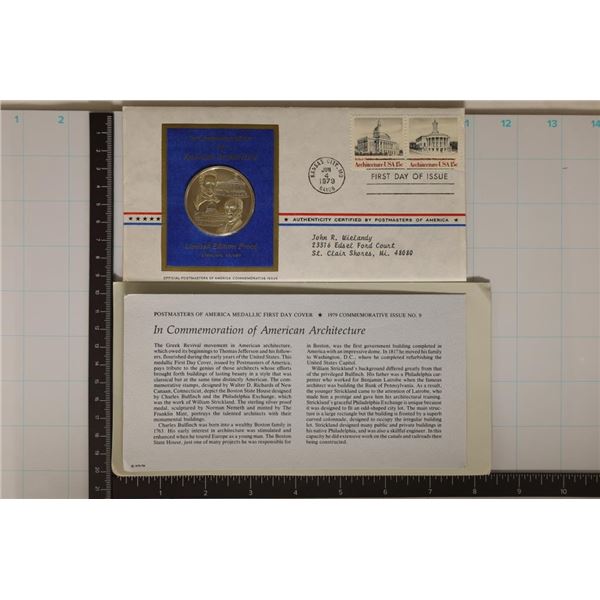 In Commemoration
of
American Architecture
Limited Edition Proof
STERLING SILVER
OFFICIAL POSTMASTERS OF AMERICA COMMEMORATIVE ISSUE
KANSAS CITY, MO
JUN
4
1979
64108
Architecture USA 15c
Architecture USA 15c
FIRST DAY OF ISSUE
AUTHENTICITY CERTIFIED BY POSTMASTERS OF AMERICA
John R. Wielandy
23316 Edsel Ford Court
St. Clair Shores, Mi. 48080
POSTMASTERS OF AMERICA MEDALLIC FIRST DAY COVER ★ 1979 COMMEMORATIVE ISSUE NO. 9
In Commemoration of American Architecture
The Greek Revival movement in American architecture,
which owed its beginnings to Thomas Jefferson and his follow-
ers, flourished during the early years of the United States. This
medallic First Day Cover, issued by Postmasters of America,
pays tribute to the genius of those architects whose efforts
brought forth buildings of lasting beauty in a style that was
classical but at the same time distinctly American. The com-
memorative stamps, designed by Walter D. Richards of New
Canaan, Connecticut, depict the Boston State House designed
by Charles Bulfinch and the Philadelphia Exchange, which
was the work of William Strickland. The sterling silver proof
medal, sculptured by Norman Nemeth and minted by The
Franklin Mint, portrays the talented architects with their
monumental buildings.
Charles Bulfinch was born into a wealthy Boston family in
1763. His early interest in architecture was stimulated and
enhanced when he toured Europe as a young man. The Boston
State House, just one of many projects he was responsible for
in Boston, was the first government building completed in
America with an impressive dome. In 1817 he moved his family
to Washington, D.C., where he completed refurbishing the
United States Capitol.
William Strickland's background differed greatly from that
of the privileged Bulfinch. His father was a Philadelphia car-
penter who worked for Benjamin Latrobe when the famous
architect was building the Bank of Pennsylvania. As a result,
the younger Strickland came to the attention of Latrobe, who
made him a protégé and gave him his architectural training.
Strickland's graceful Philadelphia Exchange is unique because
it was designed to fit an odd-shaped city lot. The main struc-
ture is a large rectangle but the building is fronted by a superb
curved colonnade, obligingly following the corner of the odd
lot. Strickland designed many public and private buildings in
his native Philadelphia, and was also a skillful engineer. In this
capacity he did extensive work on the canals and railroads then
being constructed.